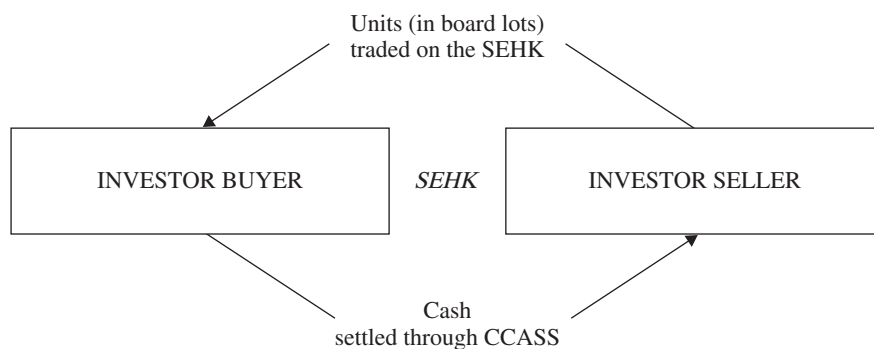 Units (in board lots)
traded on the SEHK
INVESTOR BUYER
SEHK
INVESTOR SELLER
Cash
settled through CCASS